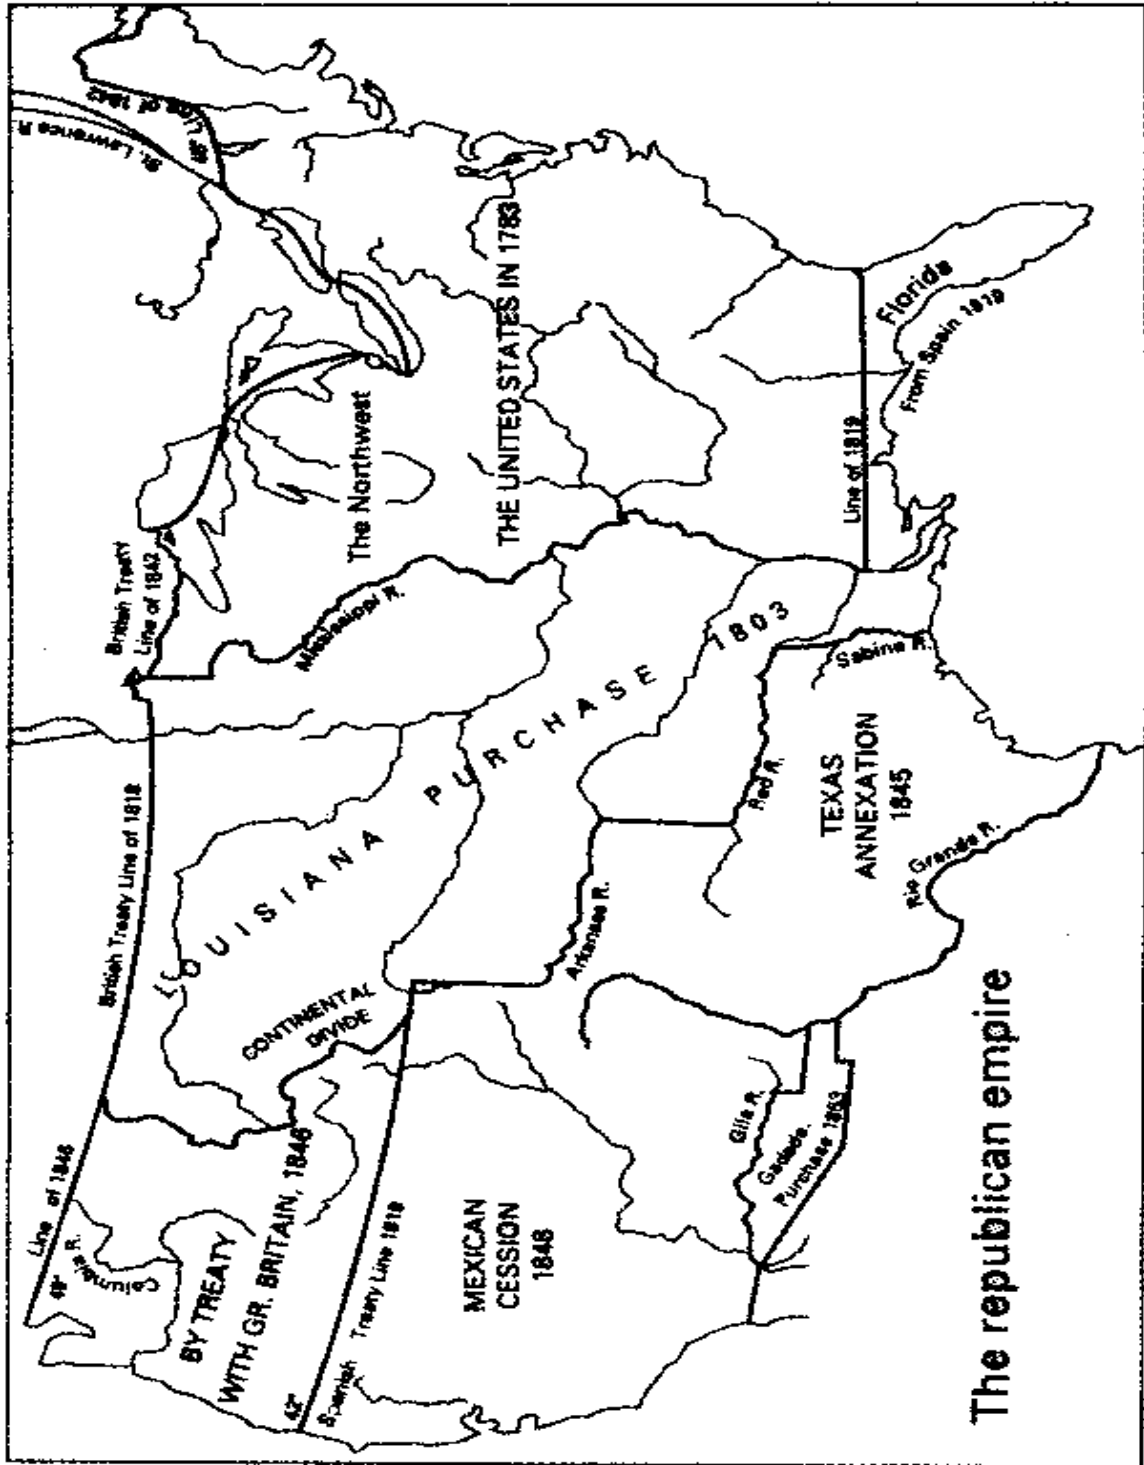 The republican empire
Line of 1846
49°
Columbia R.
BY TREATY
WITH GR. BRITAIN, 1846
42°
Spanish Treaty Line 1819
MEXICAN
CESSION
1848
Gila R.
Purchase 1853
CONTINENTAL
DIVIDE
British Treaty Line of 1818
LOUISIANA PURCHASE 1803
Arkansas R.
Red R.
TEXAS
ANNEXATION
1845
Rio Grande R.
Sabine R.
British Treaty
Line of 1842
Mississippi R.
The Northwest
THE UNITED STATES IN 1783
Line of 1819
Florida
From Spain 1819
St. Lawrence R.
45°
Line of 1842